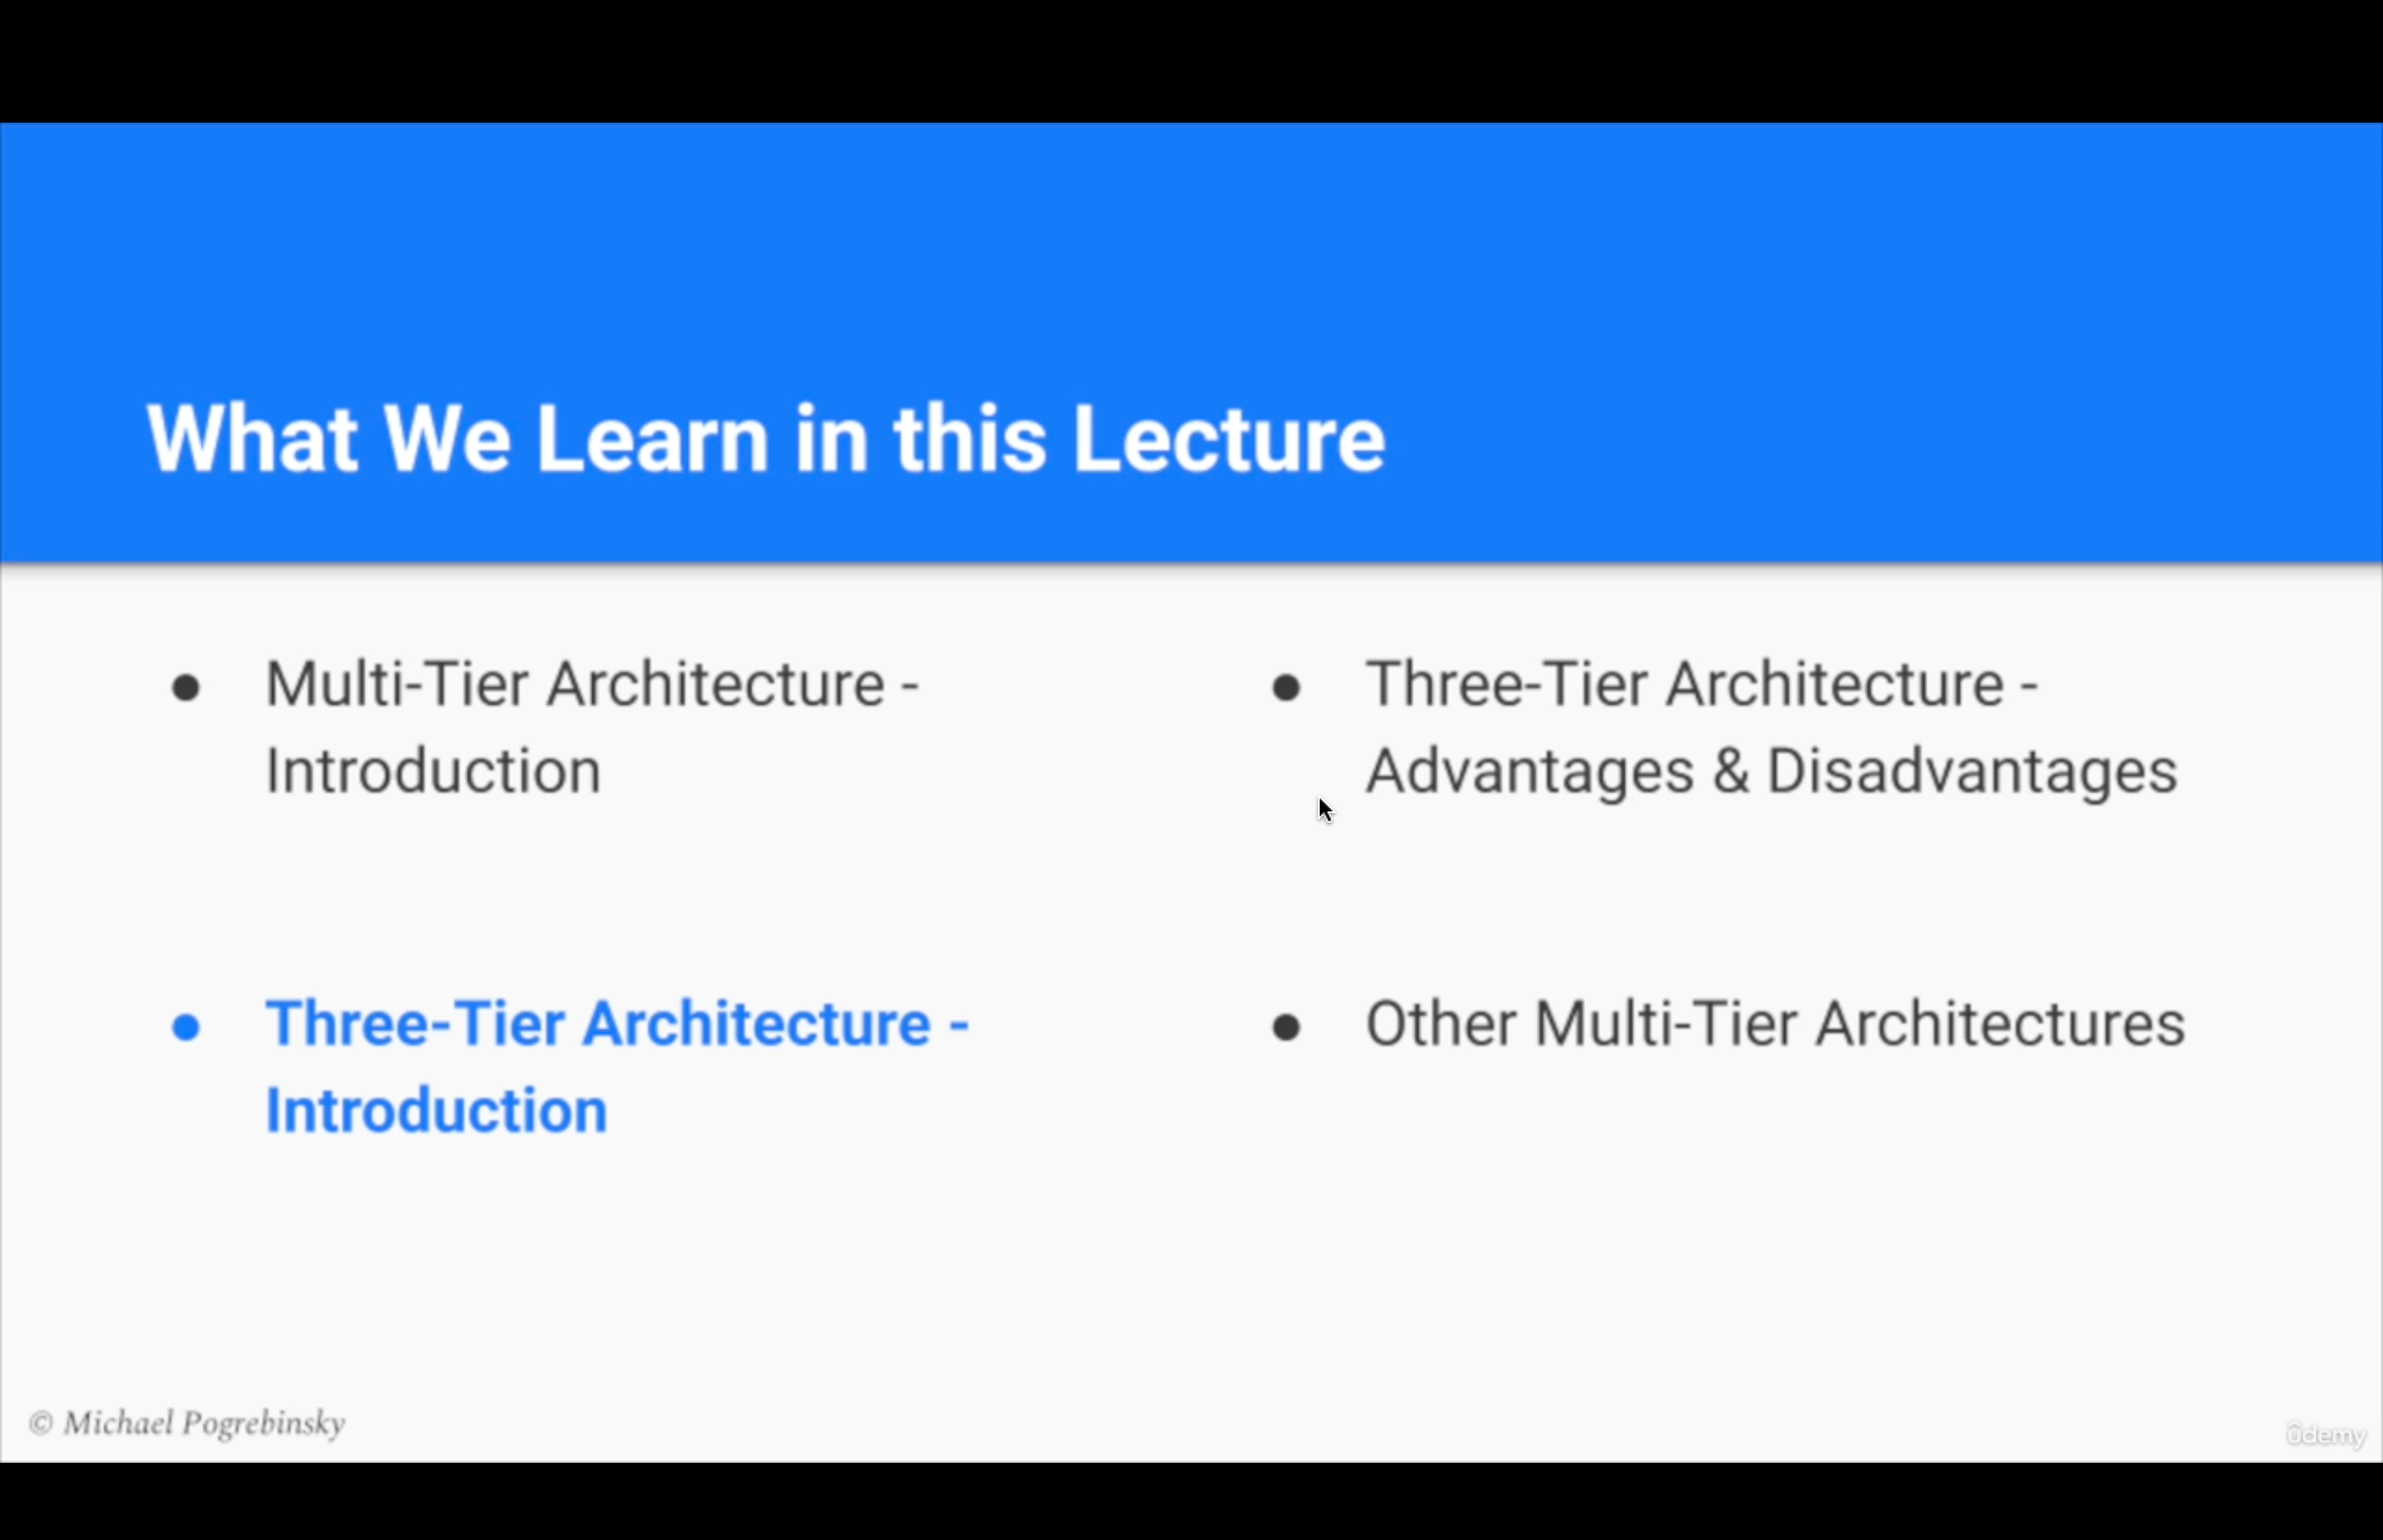 What We Learn in this Lecture
● Multi-Tier Architecture -
Introduction
● Three-Tier Architecture -
Introduction
● Three-Tier Architecture -
Advantages & Disadvantages
● Other Multi-Tier Architectures
© Michael Pogrebinsky
ûdemy